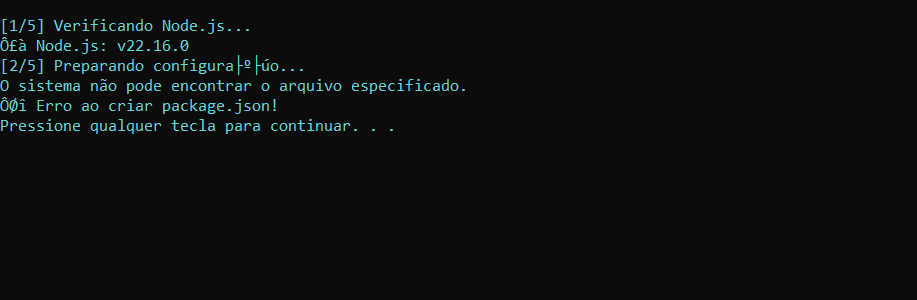 [1/5] Verificando Node.js...
Ô£à Node.js: v22.16.0
[2/5] Preparando configura├º├úo...
O sistema não pode encontrar o arquivo especificado.
ÔØî Erro ao criar package.json!
Pressione qualquer tecla para continuar. . .